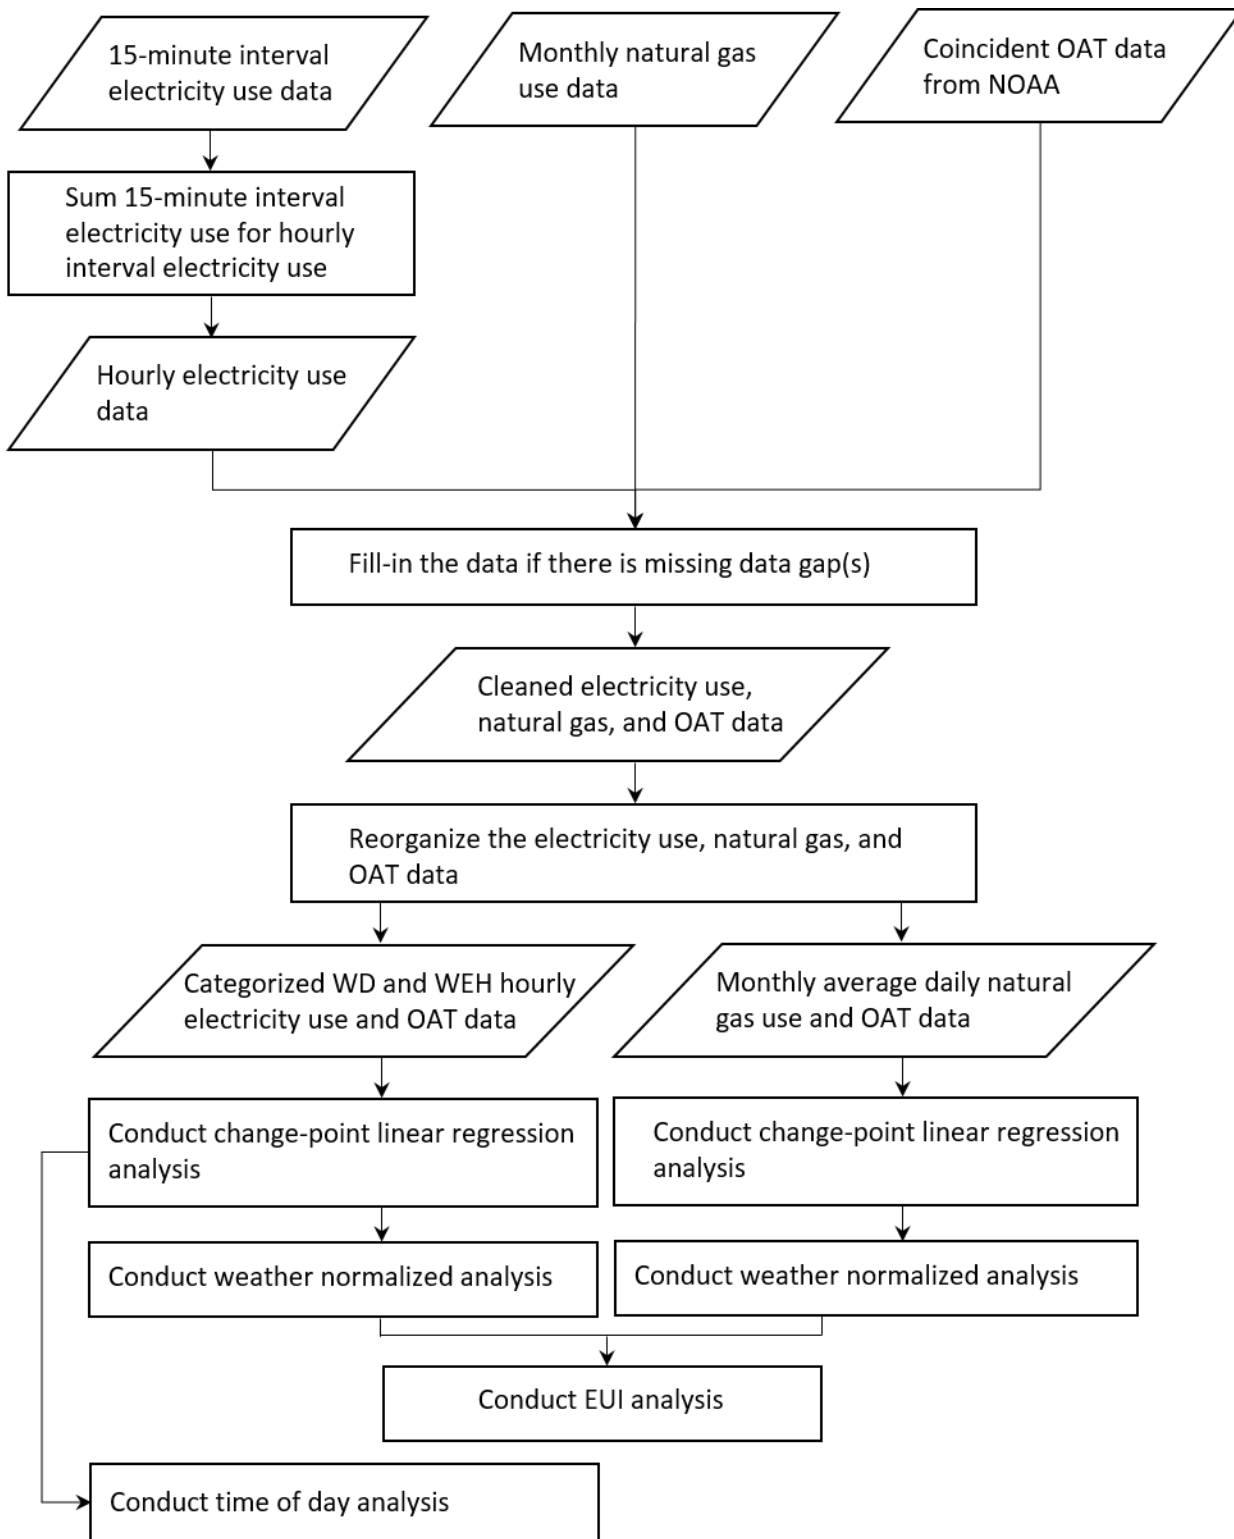 15-minute interval
electricity use data
Monthly natural gas
use data
Coincident OAT data
from NOAA
Sum 15-minute interval
electricity use for hourly
interval electricity use
Hourly electricity use
data
Fill-in the data if there is missing data gap(s)
Cleaned electricity use,
natural gas, and OAT data
Reorganize the electricity use, natural gas, and
OAT data
Categorized WD and WEH hourly
electricity use and OAT data
Monthly average daily natural
gas use and OAT data
Conduct change-point linear regression
analysis
Conduct change-point linear regression
analysis
Conduct weather normalized analysis
Conduct weather normalized analysis
Conduct EUI analysis
Conduct time of day analysis